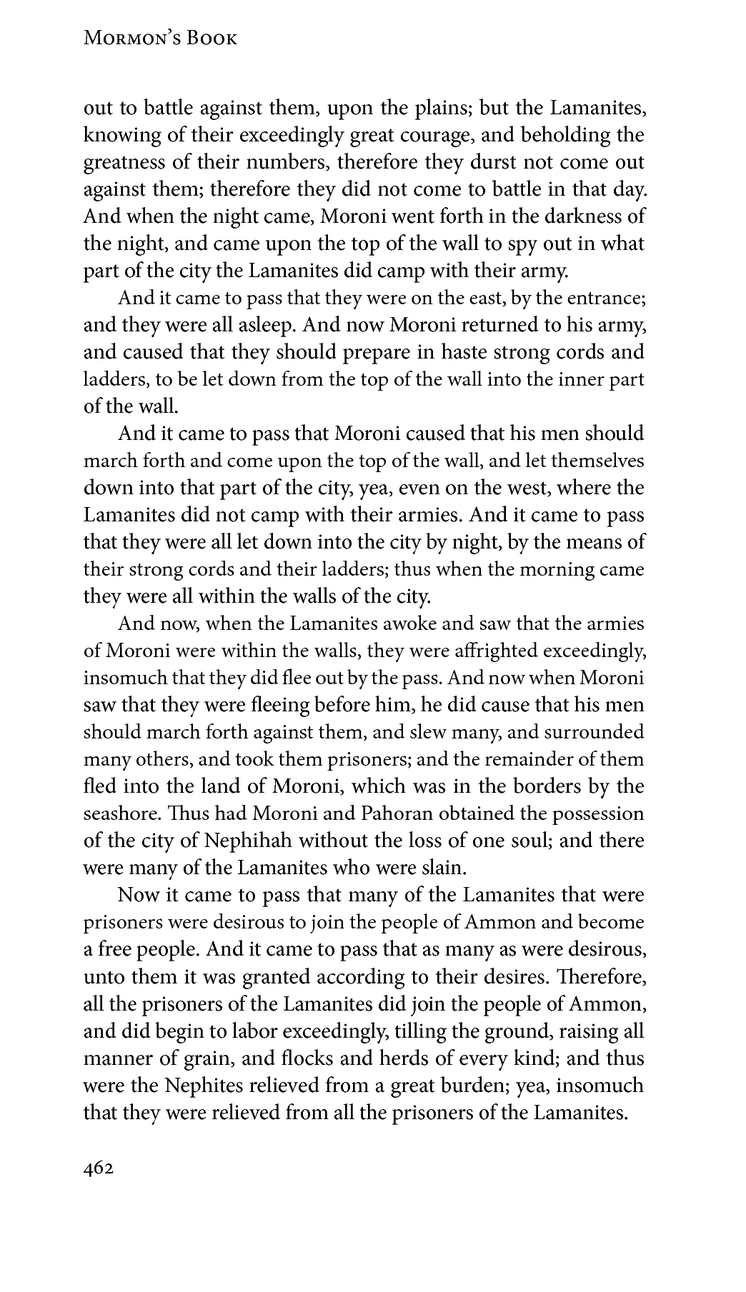 Mormon's Book
out to battle against them, upon the plains; but the Lamanites,
knowing of their exceedingly great courage, and beholding the
greatness of their numbers, therefore they durst not come out
against them; therefore they did not come to battle in that day.
And when the night came, Moroni went forth in the darkness of
the night, and came upon the top of the wall to spy out in what
part of the city the Lamanites did camp with their army.
And it came to pass that they were on the east, by the entrance;
and they were all asleep. And now Moroni returned to his army,
and caused that they should prepare in haste strong cords and
ladders, to be let down from the top of the wall into the inner part
of the wall.
And it came to pass that Moroni caused that his men should
march forth and come upon the top of the wall, and let themselves
down into that part of the city, yea, even on the west, where the
Lamanites did not camp with their armies. And it came to pass
that they were all let down into the city by night, by the means of
their strong cords and their ladders; thus when the morning came
they were all within the walls of the city.
And now, when the Lamanites awoke and saw that the armies
of Moroni were within the walls, they were affrighted exceedingly,
insomuch that they did flee out by the pass. And now when Moroni
saw that they were fleeing before him, he did cause that his men
should march forth against them, and slew many, and surrounded
many others, and took them prisoners; and the remainder of them
fled into the land of Moroni, which was in the borders by the
seashore. Thus had Moroni and Pahoran obtained the possession
of the city of Nephihah without the loss of one soul; and there
were many of the Lamanites who were slain.
Now it came to pass that many of the Lamanites that were
prisoners were desirous to join the people of Ammon and become
a free people. And it came to pass that as many as were desirous,
unto them it was granted according to their desires. Therefore,
all the prisoners of the Lamanites did join the people of Ammon,
and did begin to labor exceedingly, tilling the ground, raising all
manner of grain, and flocks and herds of every kind; and thus
were the Nephites relieved from a great burden; yea, insomuch
that they were relieved from all the prisoners of the Lamanites.
462